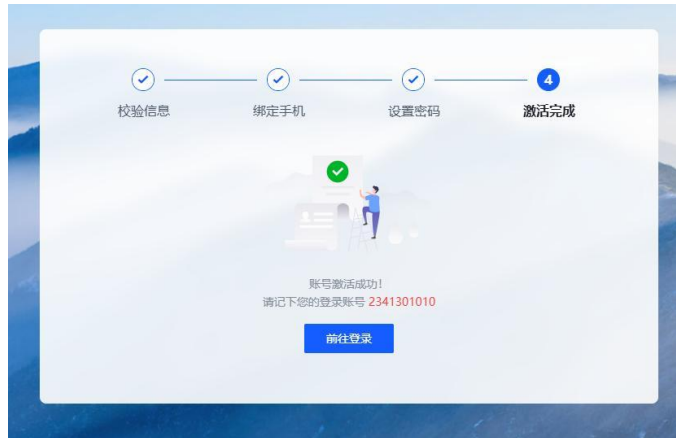 4
校验信息
绑定手机
设置密码
激活完成
账号激活成功!
请记下您的登录账号 2341301010
前往登录